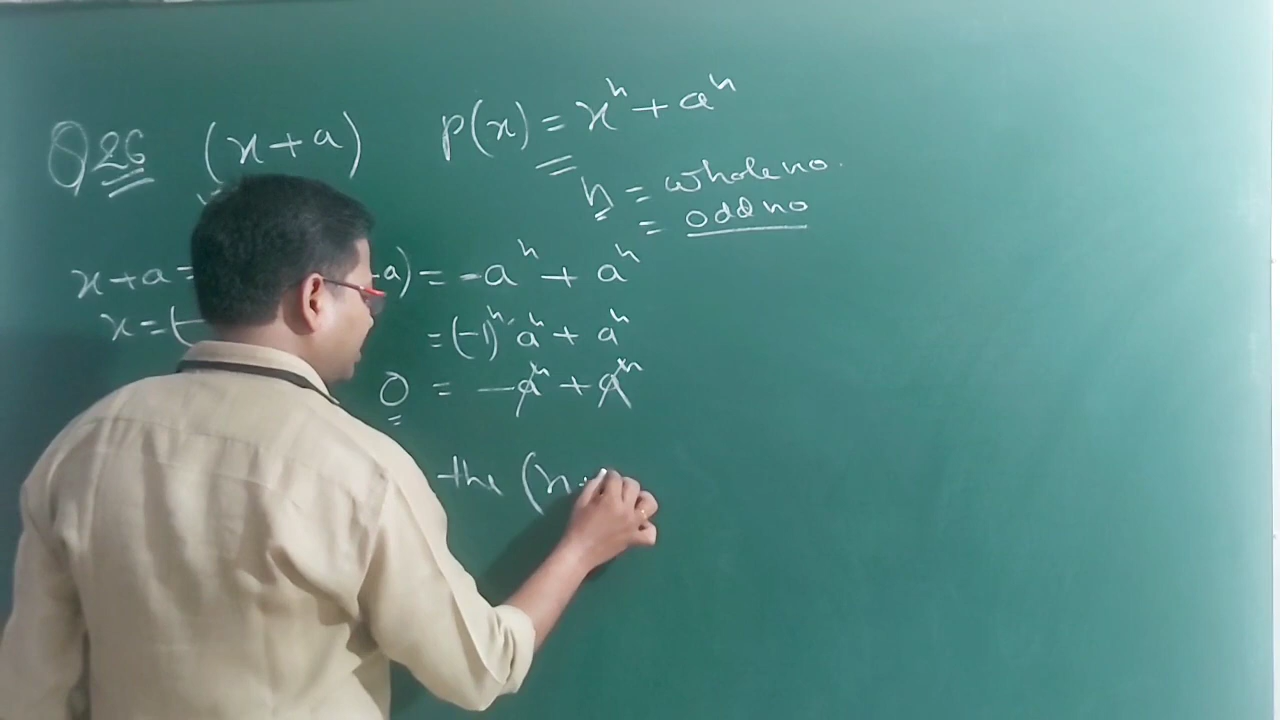 Q26 (x+a) p(x) = xⁿ + aⁿ
n = whole no.
= odd no
x+a = -a) = -aⁿ + aⁿ
x = (- = (-1)ⁿ·aⁿ + aⁿ
0 = -aⁿ + aⁿ
the (x+